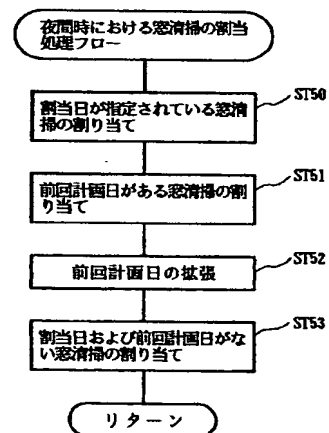 夜間時における窓清掃の割当
処理フロー
ST50
割当日が指定されている窓清
掃の割り当て
ST51
前回計画日がある窓清掃の割
り当て
ST52
前回計画日の拡張
ST53
割当日および前回計画日がな
い窓清掃の割り当て
リターン